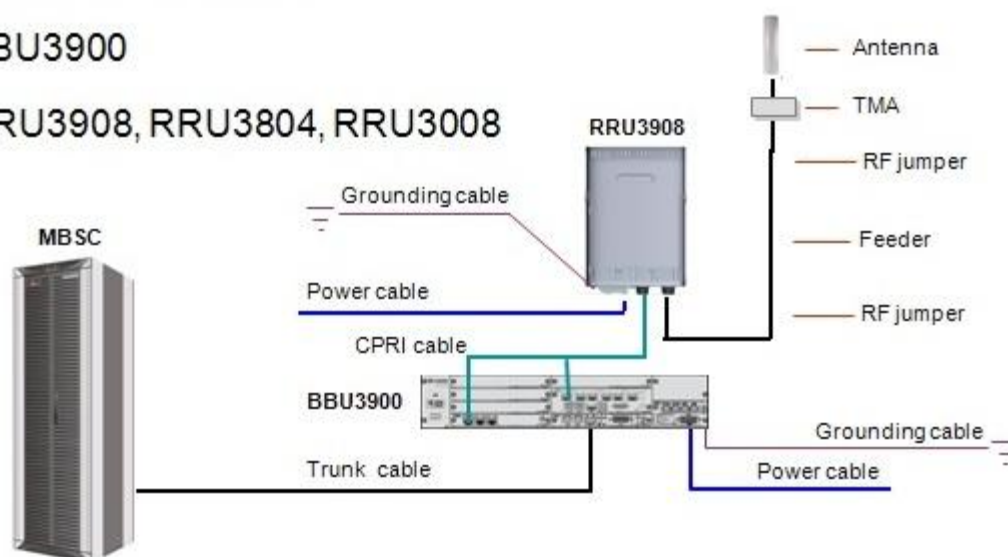 BU3900
RU3908, RRU3804, RRU3008
RRU3908
Antenna
TMA
RF jumper
Grounding cable
Feeder
MBSC
Power cable
RF jumper
CPRI cable
BBU3900
Grounding cable
Trunk cable
Power cable